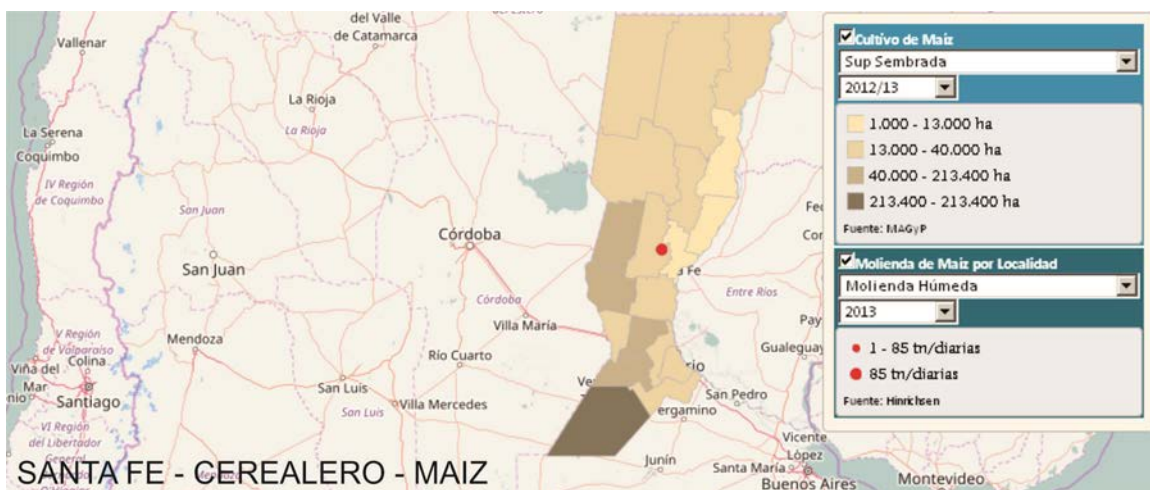 del Valle
de Catamarca
Vallenar
La Rioja
La Rioja
La Serena
Coquimbo
IV Región
de Coquimbo
San Juan
San Juan
Córdoba
Córdoba
Villa María
Entre Ríos
Mendoza
Río Cuarto
V Región
de Valparaíso
Viña del
Mar
Colina
Santiago
San Luis
San Luis
Villa Mercedes
San Pedro
ergamino
Gualeguay
VI Región
del Libertador
General
Junín
Santa María
Vicente
López
Buenos Aires
Montevideo
SANTA FE - CEREALERO - MAIZ
Cultivo de Maiz
Sup Sembrada
2012/13
1.000 - 13.000 ha
13.000 - 40.000 ha
40.000 - 213.400 ha
213.400 - 213.400 ha
Fuente: MAGyP
Molienda de Maiz por Localidad
Molienda Húmeda
2013
1 - 85 tn/diarias
85 tn/diarias
Fuente: Hinrichsen